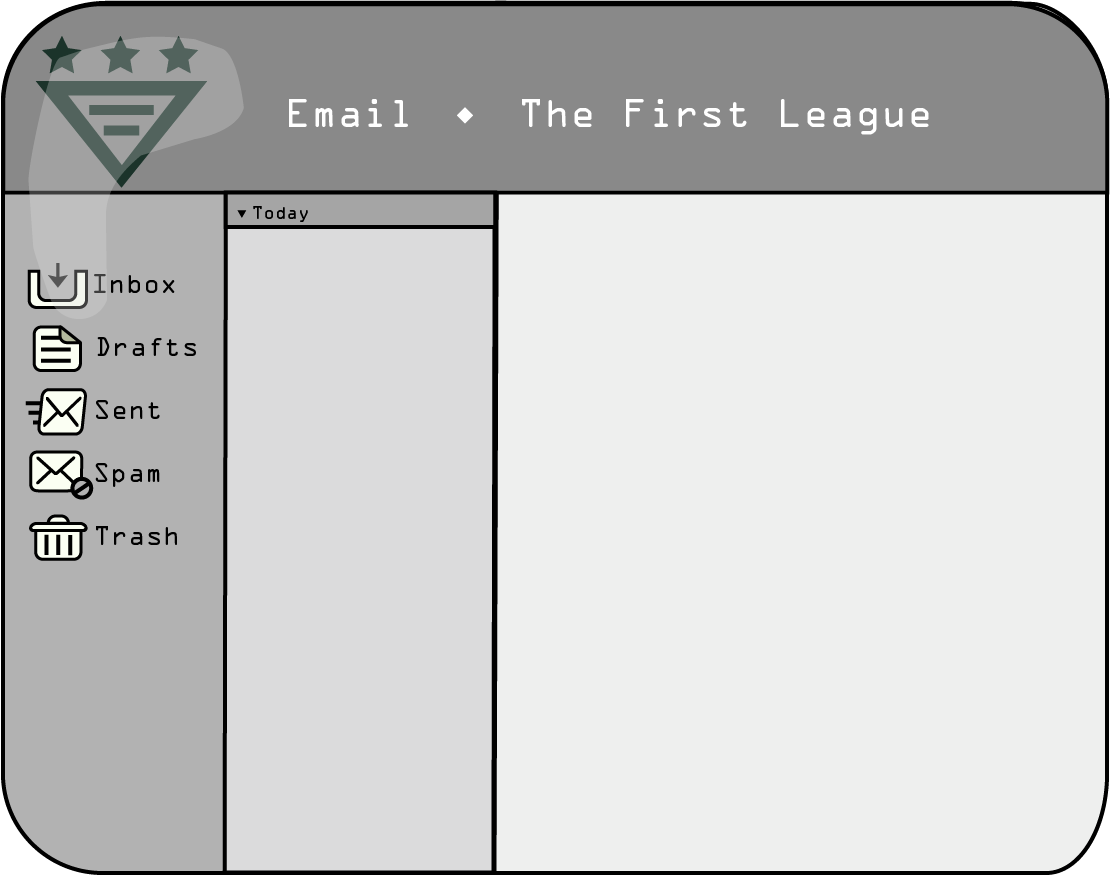 Email ◆ The First League
▼ Today
Inbox
Drafts
Sent
Spam
Trash